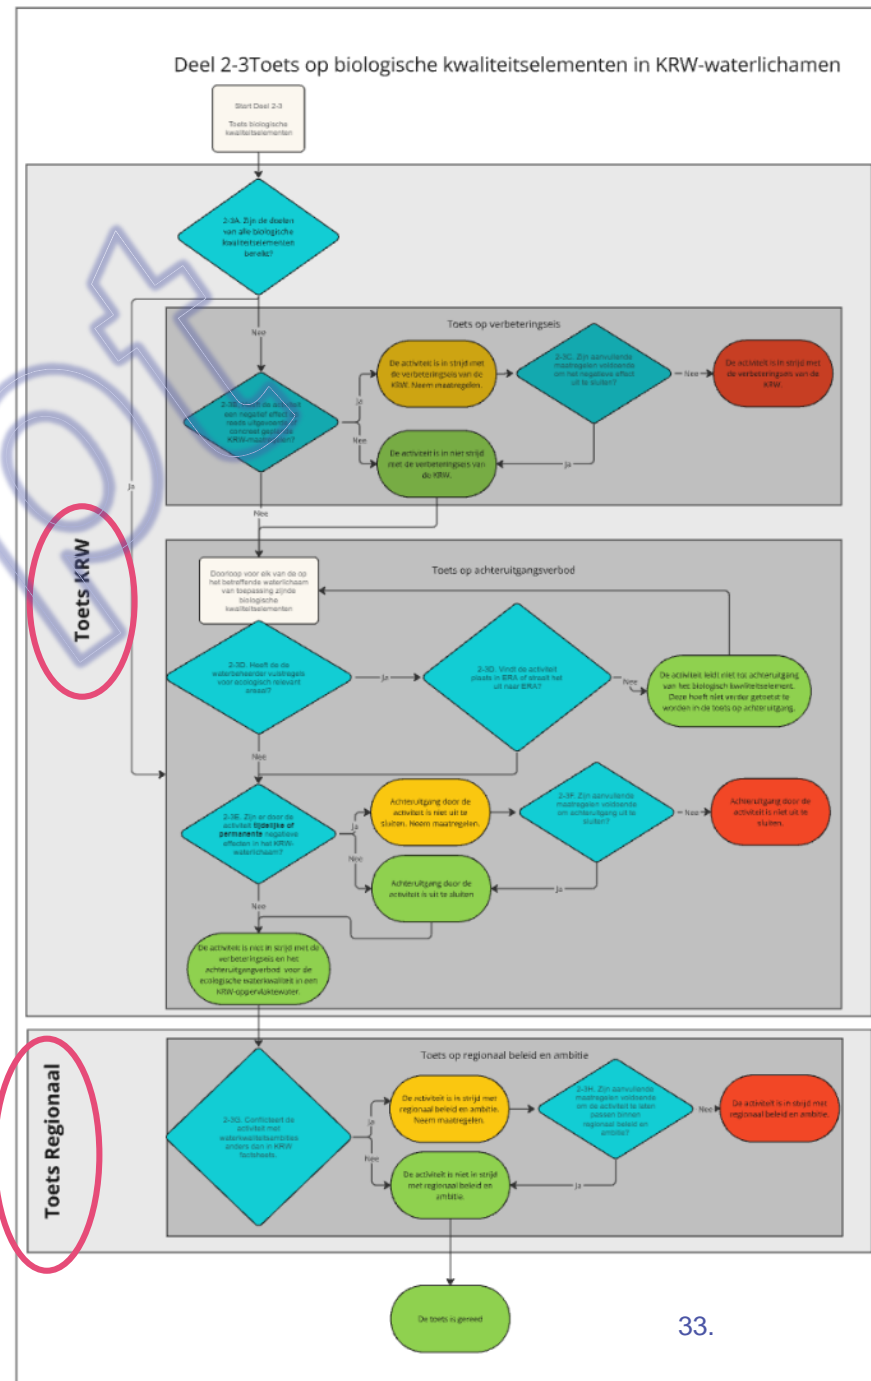 Deel 2-3Toets op biologische kwaliteitselementen in KRW-waterlichamen
Start Deel 2-3
Toets biologische
kwaliteitselementen
2-3A. Zijn de doelen
van alle biologische
kwaliteitselementen
bereikt?
Nee
Ja
Toets KRW
Toets op verbeteringseis
een negatief effect
KRW-maatregelen?
Ja
Nee
De activiteit is in strijd met
de verbeteringseis van de
KRW. Neem maatregelen.
2-3C. Zijn aanvullende
maatregelen voldoende
om het negatieve effect
uit te sluiten?
Nee
De activiteit is in strijd met
de verbeteringseis van de
KRW.
De activiteit is in niet strijd
met de verbeteringseis van
de KRW.
Ja
Nee
Toets op achteruitgangsverbod
Doorloop voor elk van de op
het betreffende waterlichaam
van toepassing zijnde
biologische
kwaliteitselementen
2-3D. Heeft de de
waterbeheerder vuistregels
voor ecologisch relevant
areaal?
Ja
2-3D. Vindt de activiteit
plaats in ERA of straalt het
uit naar ERA?
Nee
De activiteit leidt niet tot achteruitgang
van het biologisch kwaliteitselement.
Deze hoeft niet verder getoetst te
worden in de toets op achteruitgang.
Nee
2-3E. Zijn er door de
activiteit tijdelijke of
permanente negatieve
effecten in het KRW-
waterlichaam?
Ja
Nee
Achteruitgang door de
activiteit is niet uit te
sluiten. Neem maatregelen.
2-3F. Zijn aanvullende
maatregelen voldoende
om achteruitgang uit te
sluiten?
Nee
Achteruitgang door de
activiteit is niet uit te
sluiten.
Achteruitgang door de
activiteit is uit te sluiten
Ja
Nee
De activiteit is niet in strijd met de
verbeteringseis en het
achteruitgangverbod voor de
ecologische waterkwaliteit in een
KRW-oppervlaktewater.
Toets Regionaal
Toets op regionaal beleid en ambitie
2-3G. Conflicteert de
activiteit met
waterkwaliteitsambities
anders dan in KRW
factsheets.
Ja
Nee
De activiteit is in strijd met
regionaal beleid en ambitie.
Neem maatregelen.
2-3H. Zijn aanvullende
maatregelen voldoende
om de activiteit te laten
passen binnen
regionaal beleid en
ambitie?
Nee
De activiteit is in strijd met
regionaal beleid en ambitie.
De activiteit is niet in strijd
met regionaal beleid en
ambitie.
Ja
De toets is gereed
33.